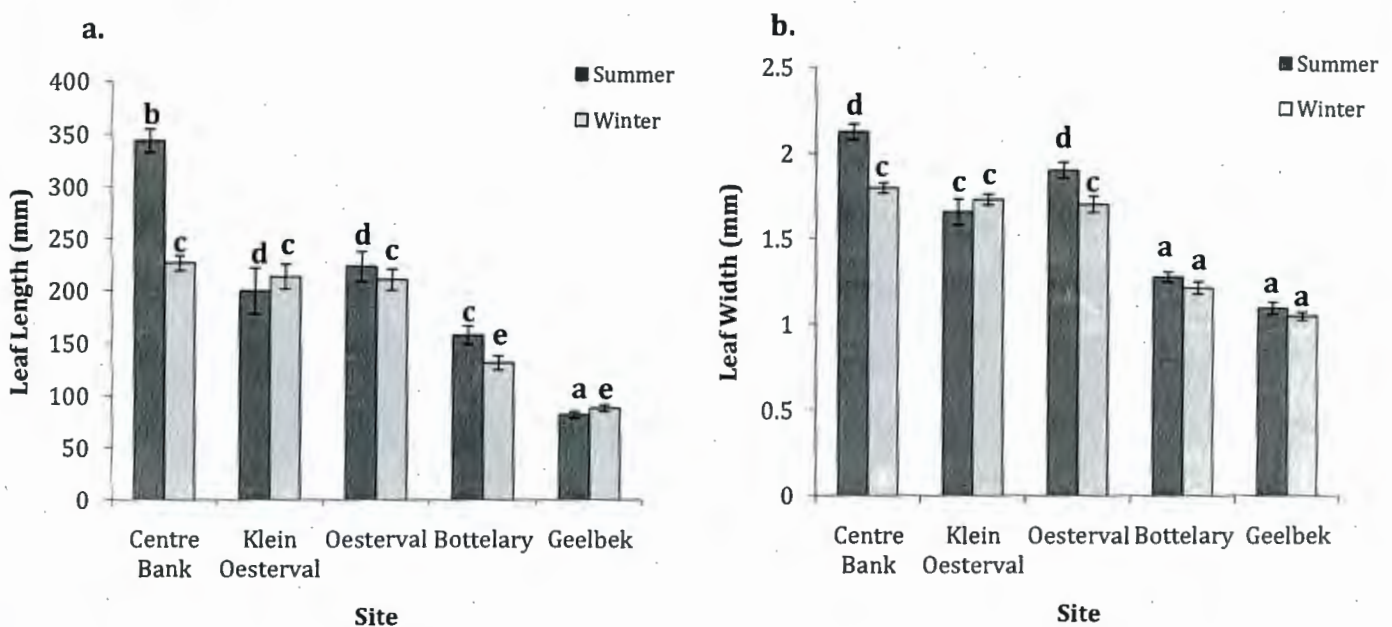 a.
Leaf Length (mm)
400
350
300
250
200
150
100
50
0
Summer
Winter
b
c
d
c
d
c
c
e
a
e
Centre Bank
Klein Oesterval
Oesterval
Bottelary
Geelbek
Site
b.
Leaf Width (mm)
2.5
2
1.5
1
0.5
0
Summer
Winter
d
c
c
c
d
c
a
a
a
a
Centre Bank
Klein Oesterval
Oesterval
Bottelary
Geelbek
Site